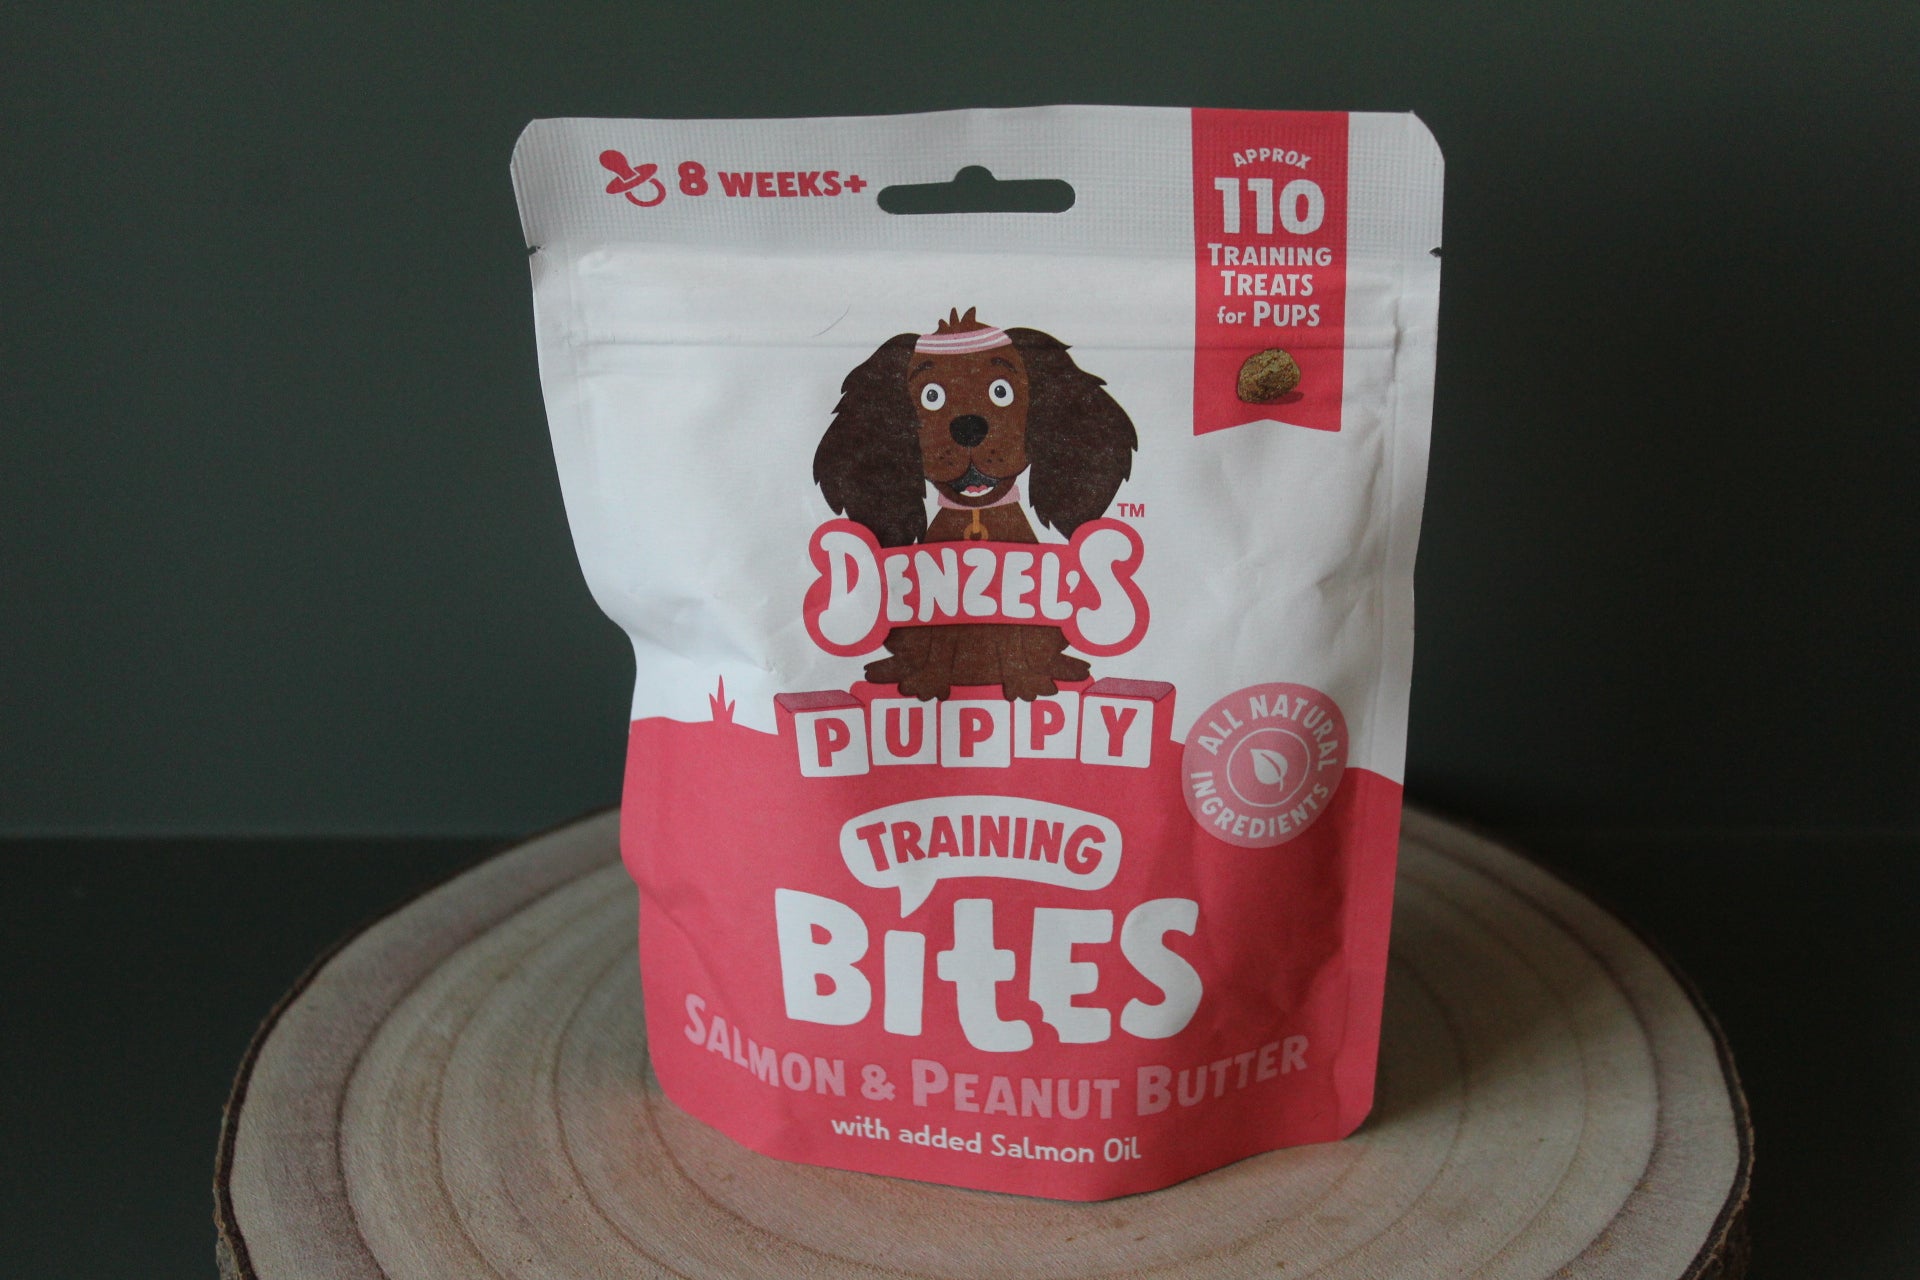 8 WEEKS+
APPROX
110
TRAINING
TREATS
for PUPS
DENZEL'S
TM
PUPPY
ALL NATURAL
INGREDIENTS
TRAINING
BitES
SALMON & PEANUT BUTTER
with added Salmon Oil